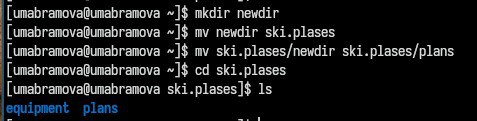 [umabramova@umabramova ~]$ mkdir newdir
[umabramova@umabramova ~]$ mv newdir ski.plases
[umabramova@umabramova ~]$ mv ski.plases/newdir ski.plases/plans
[umabramova@umabramova ~]$ cd ski.plases
[umabramova@umabramova ski.plases]$ ls
equipment  plans